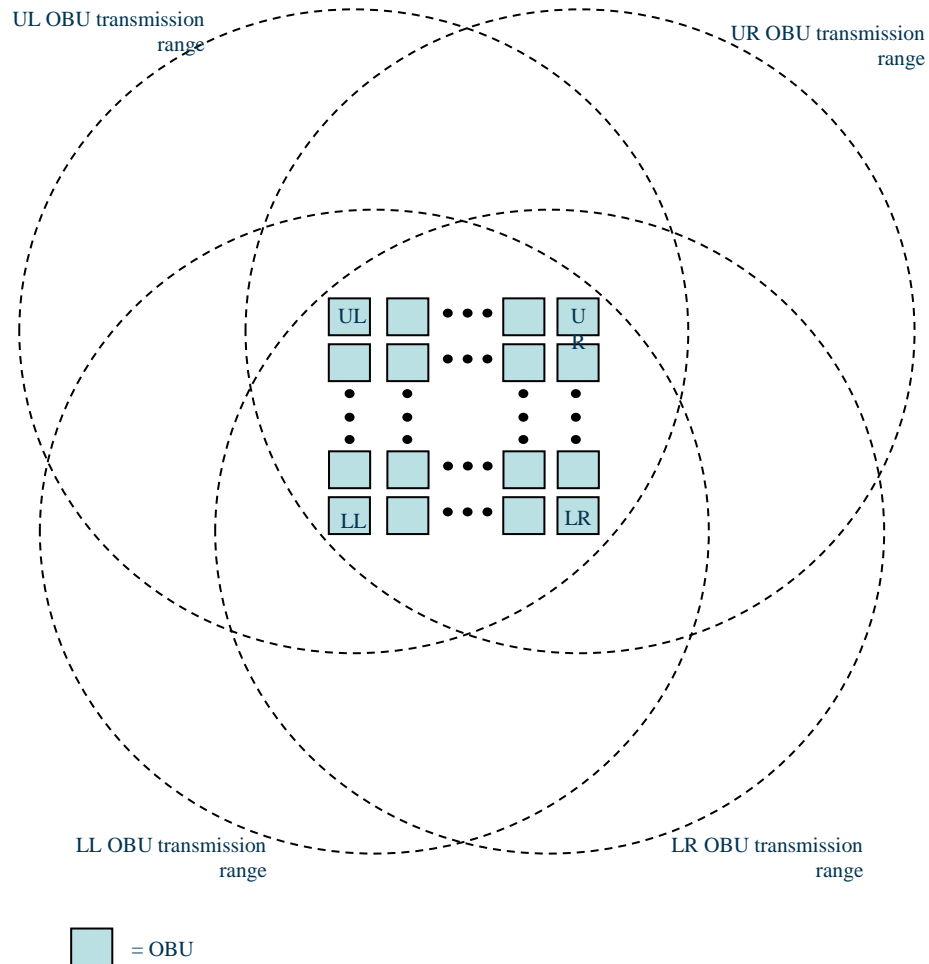 UL OBU transmission
range
UR OBU transmission
range
UL
U
R
LL
LR
LL OBU transmission
range
LR OBU transmission
range
= OBU